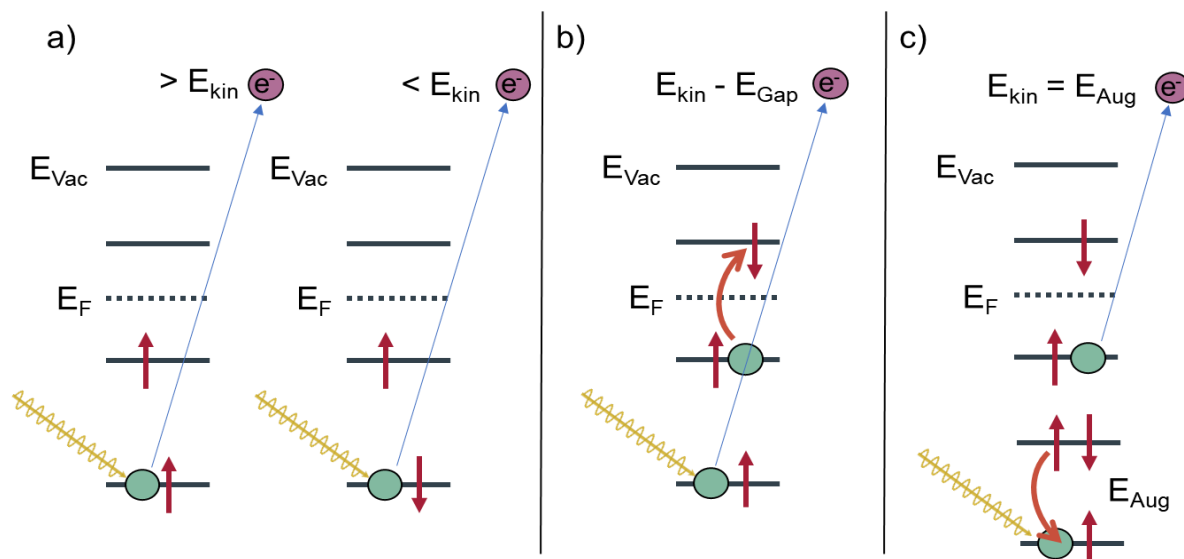 a)
> E_kin e⁻
< E_kin e⁻
E_Vac
E_Vac
E_F
E_F
b)
E_kin - E_Gap e⁻
E_Vac
E_F
c)
E_kin = E_Aug e⁻
E_Vac
E_F
E_Aug